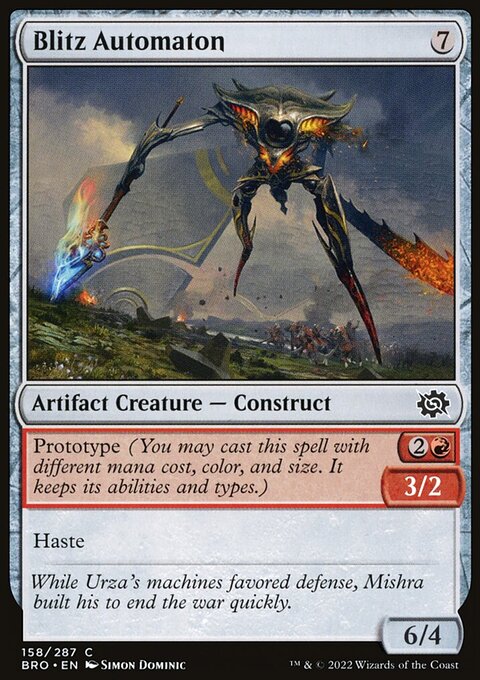 Blitz Automaton 7
Artifact Creature — Construct
Prototype (You may cast this spell with 2
different mana cost, color, and size. It
keeps its abilities and types.) 3/2
Haste
While Urza's machines favored defense, Mishra
built his to end the war quickly.
6/4
158/287 C
BRO • EN SIMON DOMINIC ™ & © 2022 Wizards of the Coast